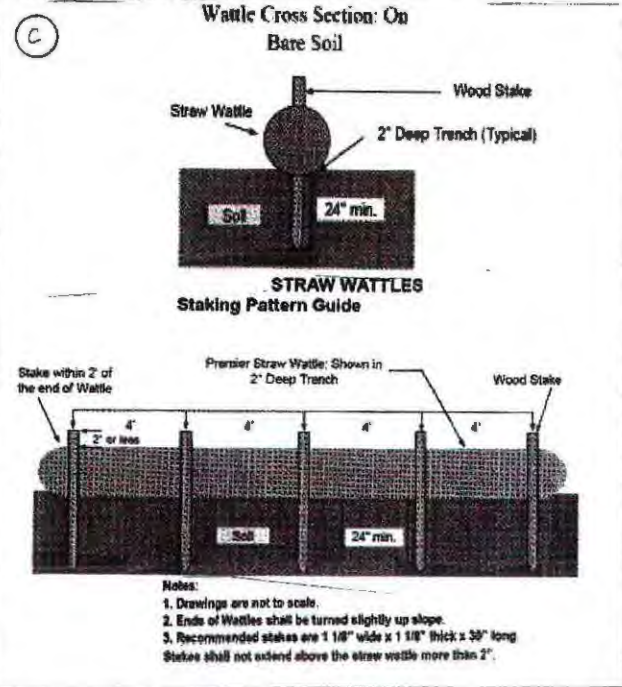 C
Wattle Cross Section: On
Bare Soil
Wood Stake
Straw Wattle
2" Deep Trench (Typical)
Soil
24" min.
STRAW WATTLES
Staking Pattern Guide
Stake within 2' of
the end of Wattle
Premier Straw Wattle: Shown in
2" Deep Trench
Wood Stake
4' 4' 4' 4'
2" or less
Soil
24" min.
Notes:
1. Drawings are not to scale.
2. Ends of Wattles shall be turned slightly up slope.
3. Recommended stakes are 1 1/8" wide x 1 1/8" thick x 30" long
Stakes shall not extend above the straw wattle more than 2".